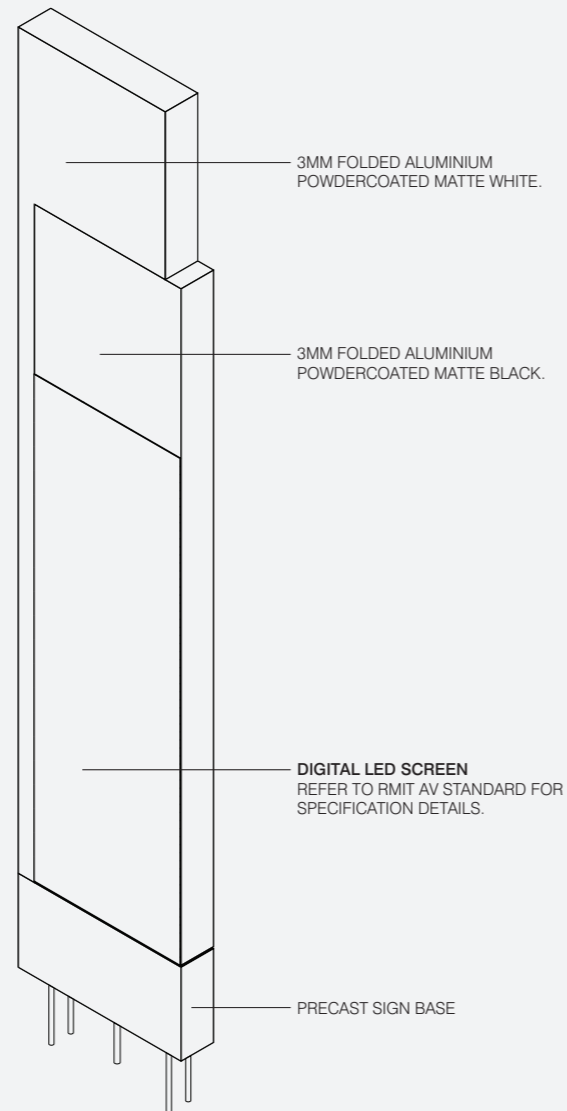 3MM FOLDED ALUMINIUM
POWDERCOATED MATTE WHITE.
3MM FOLDED ALUMINIUM
POWDERCOATED MATTE BLACK.
DIGITAL LED SCREEN
REFER TO RMIT AV STANDARD FOR
SPECIFICATION DETAILS.
PRECAST SIGN BASE